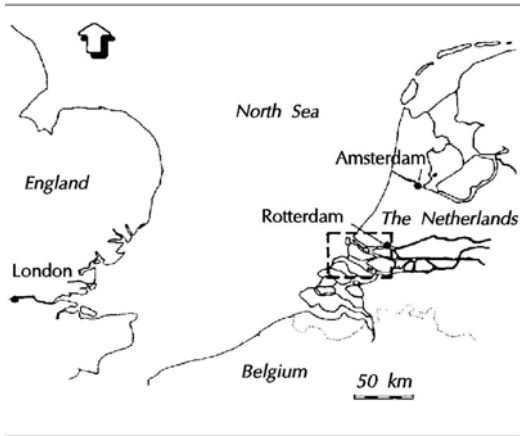 North Sea
Amsterdam
England
Rotterdam
The Netherlands
London
Belgium
50 km